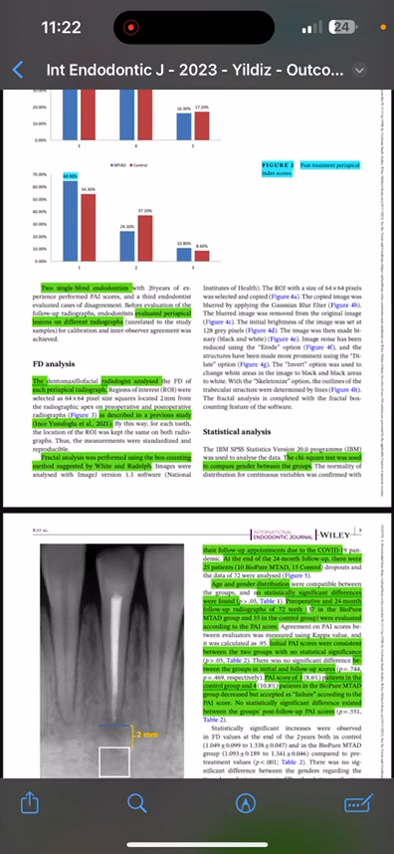 11:22
24
Int Endodontic J - 2023 - Yildiz - Outco...
30.00%
20.00%
10.00%
0.00%
16.30% 17.20%
3 4 5
MTAD Control
70.00%
60.00%
50.00%
40.00%
30.00%
20.00%
10.00%
0.00%
64.90%
54.30%
24.30%
37.10%
10.80%
8.60%
FIGURE 2 Post-treatment periapical
index scores.
Two single-blind endodontists with 20years of ex-
perience performed PAI scores, and a third endodontist
evaluated cases of disagreement. Before evaluation of the
follow-up radiographs, endodontists evaluated periapical
lesions on different radiographs (unrelated to the study
samples) for calibration and inter-observer agreement was
achieved.
FD analysis
The dentomaxillofacial radiologist analysed the FD of
each periapical radiograph. Regions of interest (ROI) were
selected as 64×64 pixel size squares located 2mm from
the radiographic apex on preoperative and postoperative
radiographs (Figure 3) as described in a previous study
(Ince Yusufoglu et al., 2021). By this way, for each tooth,
the location of the ROI was kept the same on both radio-
graphs. Thus, the measurements were standardized and
reproducible.
Fractal analysis was performed using the box-counting
method suggested by White and Rudolph. Images were
analysed with ImageJ version 1.3 software (National
Institutes of Health). The ROI with a size of 64×64 pixels
was selected and copied (Figure 4a). The copied image was
blurred by applying the Gaussian Blur filter (Figure 4b).
The blurred image was removed from the original image
(Figure 4c). The initial brightness of the image was set at
128 grey pixels (Figure 4d). The image was then made bi-
nary (black and white) (Figure 4e). Image noise has been
reduced using the "Erode" option (Figure 4f), and the
structures have been made more prominent using the "Di-
late" option (Figure 4g). The "Invert" option was used to
change white areas in the image to black and black areas
to white. With the "Skeletonize" option, the outlines of the
trabecular structure were determined by lines (Figure 4h).
The fractal analysis is completed with the fractal box-
counting feature of the software.
Statistical analysis
The IBM SPSS Statistics Version 20.0 programme (IBM)
was used to analyse the data. The chi-square test was used
to compare gender between the groups. The normality of
distribution for continuous variables was confirmed with
INTERNATIONAL
ENDODONTIC JOURNAL WILEY
2 mm
their follow-up appointments due to the COVID-19 pan-
demic. At the end of the 24-month follow-up, there were
25 patients (10 BioPure MTAD, 15 Control) dropouts and
the data of 72 were analysed (Figure 5).
Age and gender distribution were compatible between
the groups, and no statistically significant differences
were found (p>.05, Table 1). Preoperative and 24-month
follow-up radiographs of 72 teeth (37 in the BioPure
MTAD group and 35 in the control group) were evaluated
according to the PAI score. Agreement on PAI scores be-
tween evaluators was measured using Kappa value, and
it was calculated as .95. Initial PAI scores were consistent
between the two groups with no statistical significance
(p>.05, Table 2). There was no significant difference be-
tween the groups in initial and follow-up scores (p=.744,
p=.469, respectively). PAI score of 3 (8.6%) patients in the
control group and 4 (10.8%) patients in the BioPure MTAD
group decreased but accepted as "failure" according to the
PAI score. No statistically significant difference existed
between the groups' post-follow-up PAI scores (p=.551,
Table 2).
Statistically significant increases were observed
in FD values at the end of the 2years both in control
(1.049±0.099 to 1.338±0.047) and in the BioPure MTAD
group (1.093±0.189 to 1.341±0.046) compared to pre-
treatment values (p<.001; Table 2). There was no sig-
nificant difference between the genders regarding the